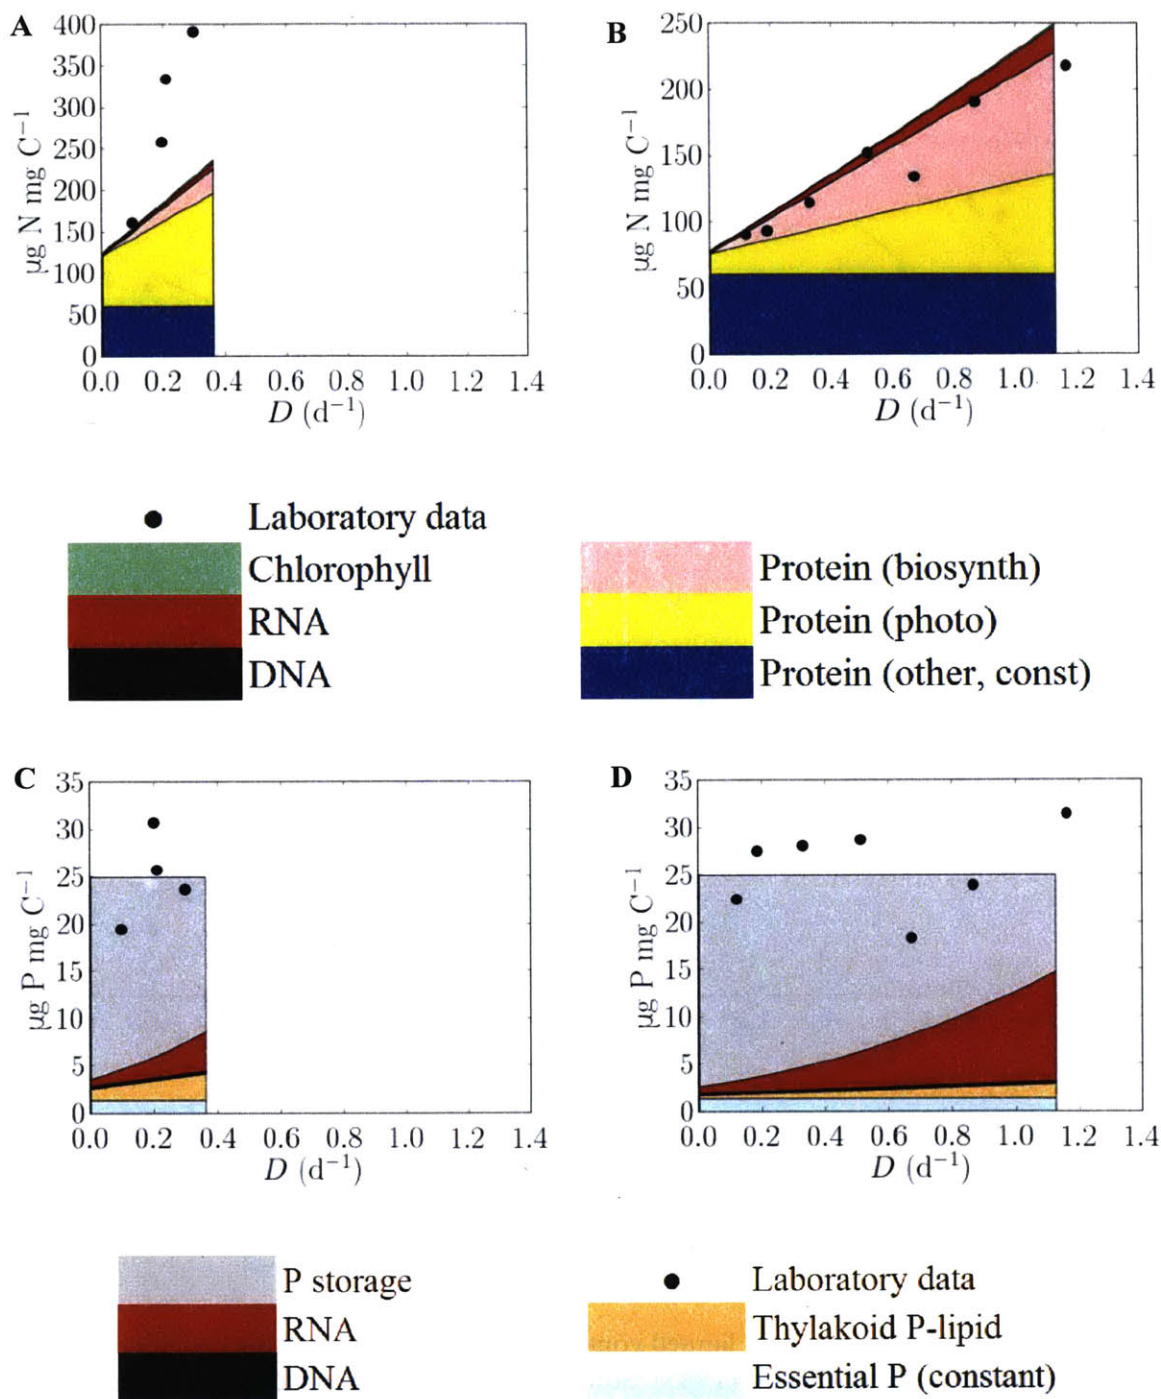 A
400
350
300
250
200
150
100
50
0
µg N mg C⁻¹
0.0 0.2 0.4 0.6 0.8 1.0 1.2 1.4
D (d⁻¹)
B
250
200
150
100
50
0
µg N mg C⁻¹
0.0 0.2 0.4 0.6 0.8 1.0 1.2 1.4
D (d⁻¹)
Laboratory data
Chlorophyll
RNA
DNA
Protein (biosynth)
Protein (photo)
Protein (other, const)
C
35
30
25
20
15
10
5
0
µg P mg C⁻¹
0.0 0.2 0.4 0.6 0.8 1.0 1.2 1.4
D (d⁻¹)
D
35
30
25
20
15
10
5
0
µg P mg C⁻¹
0.0 0.2 0.4 0.6 0.8 1.0 1.2 1.4
D (d⁻¹)
P storage
RNA
DNA
Laboratory data
Thylakoid P-lipid
Essential P (constant)